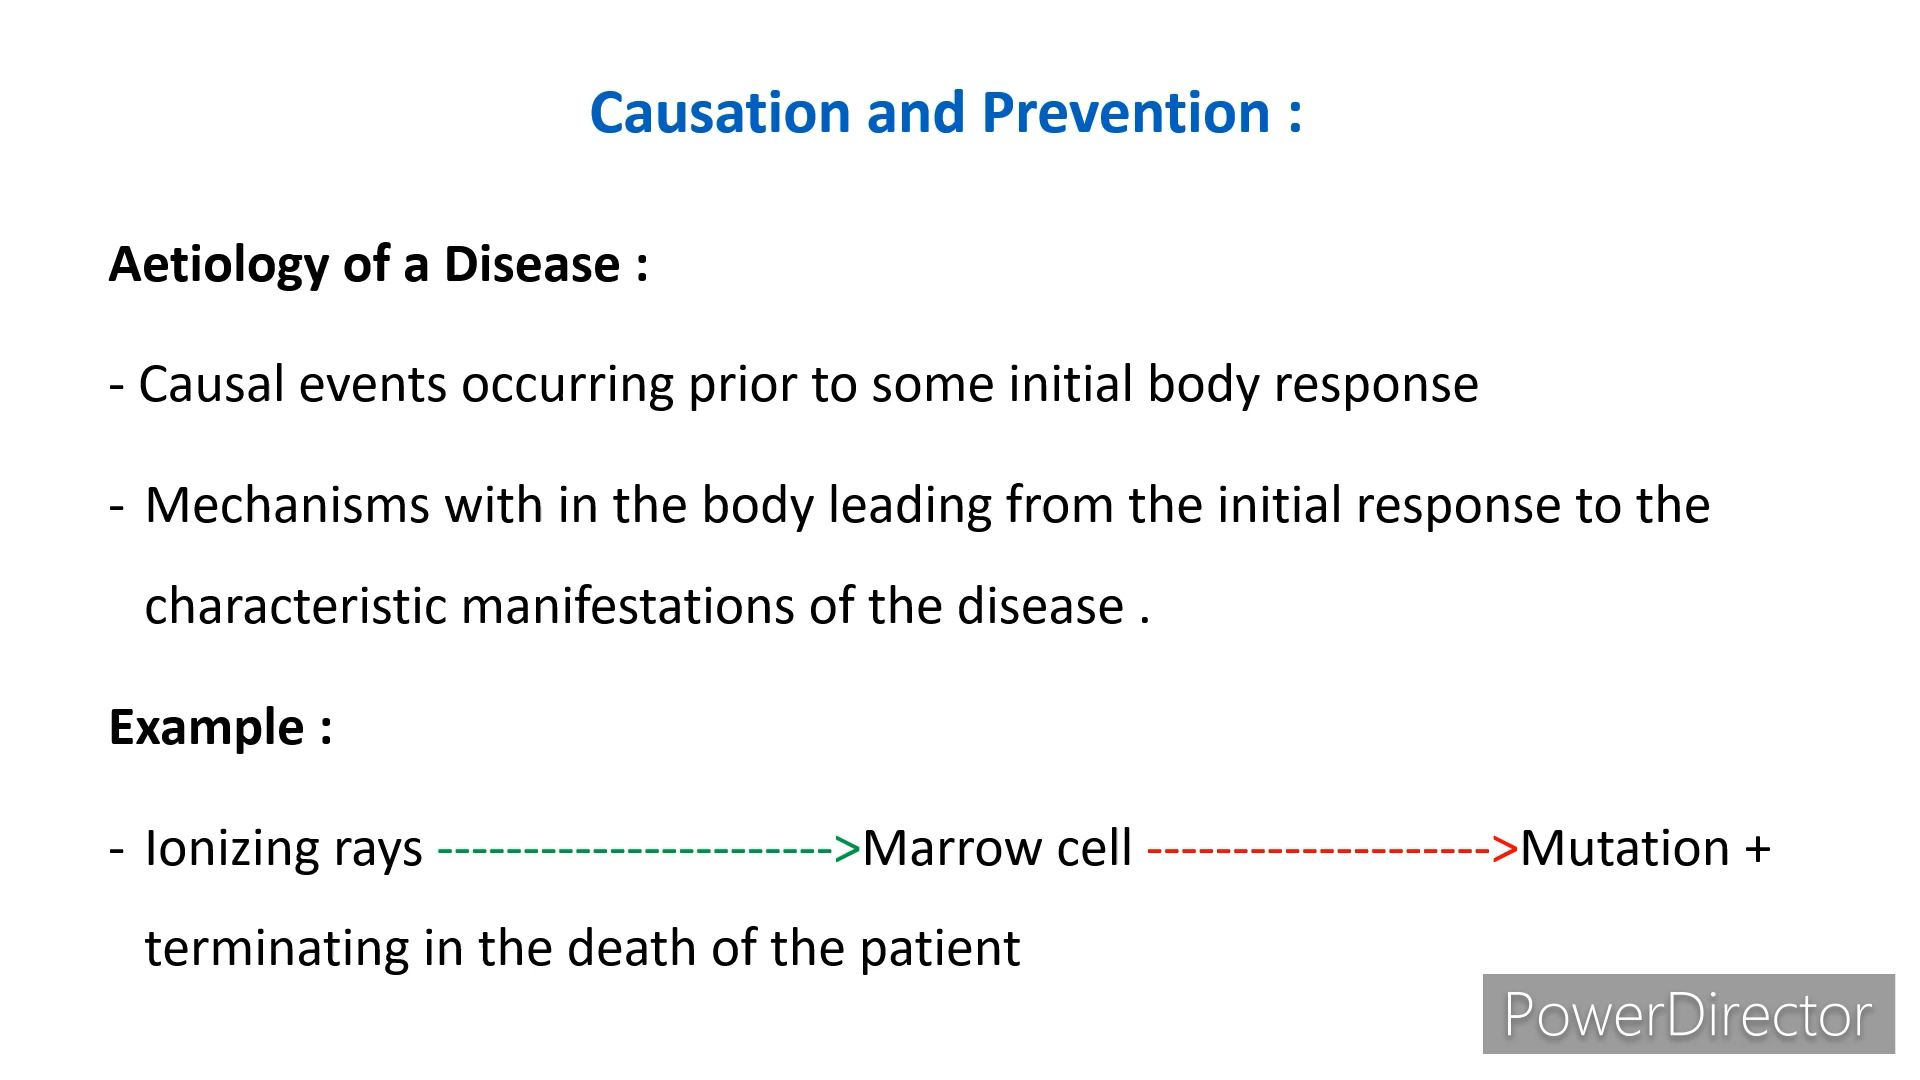 Causation and Prevention :
Aetiology of a Disease :
- Causal events occurring prior to some initial body response
- Mechanisms with in the body leading from the initial response to the
characteristic manifestations of the disease .
Example :
- Ionizing rays ----------------------->Marrow cell -------------------->Mutation +
terminating in the death of the patient
PowerDirector